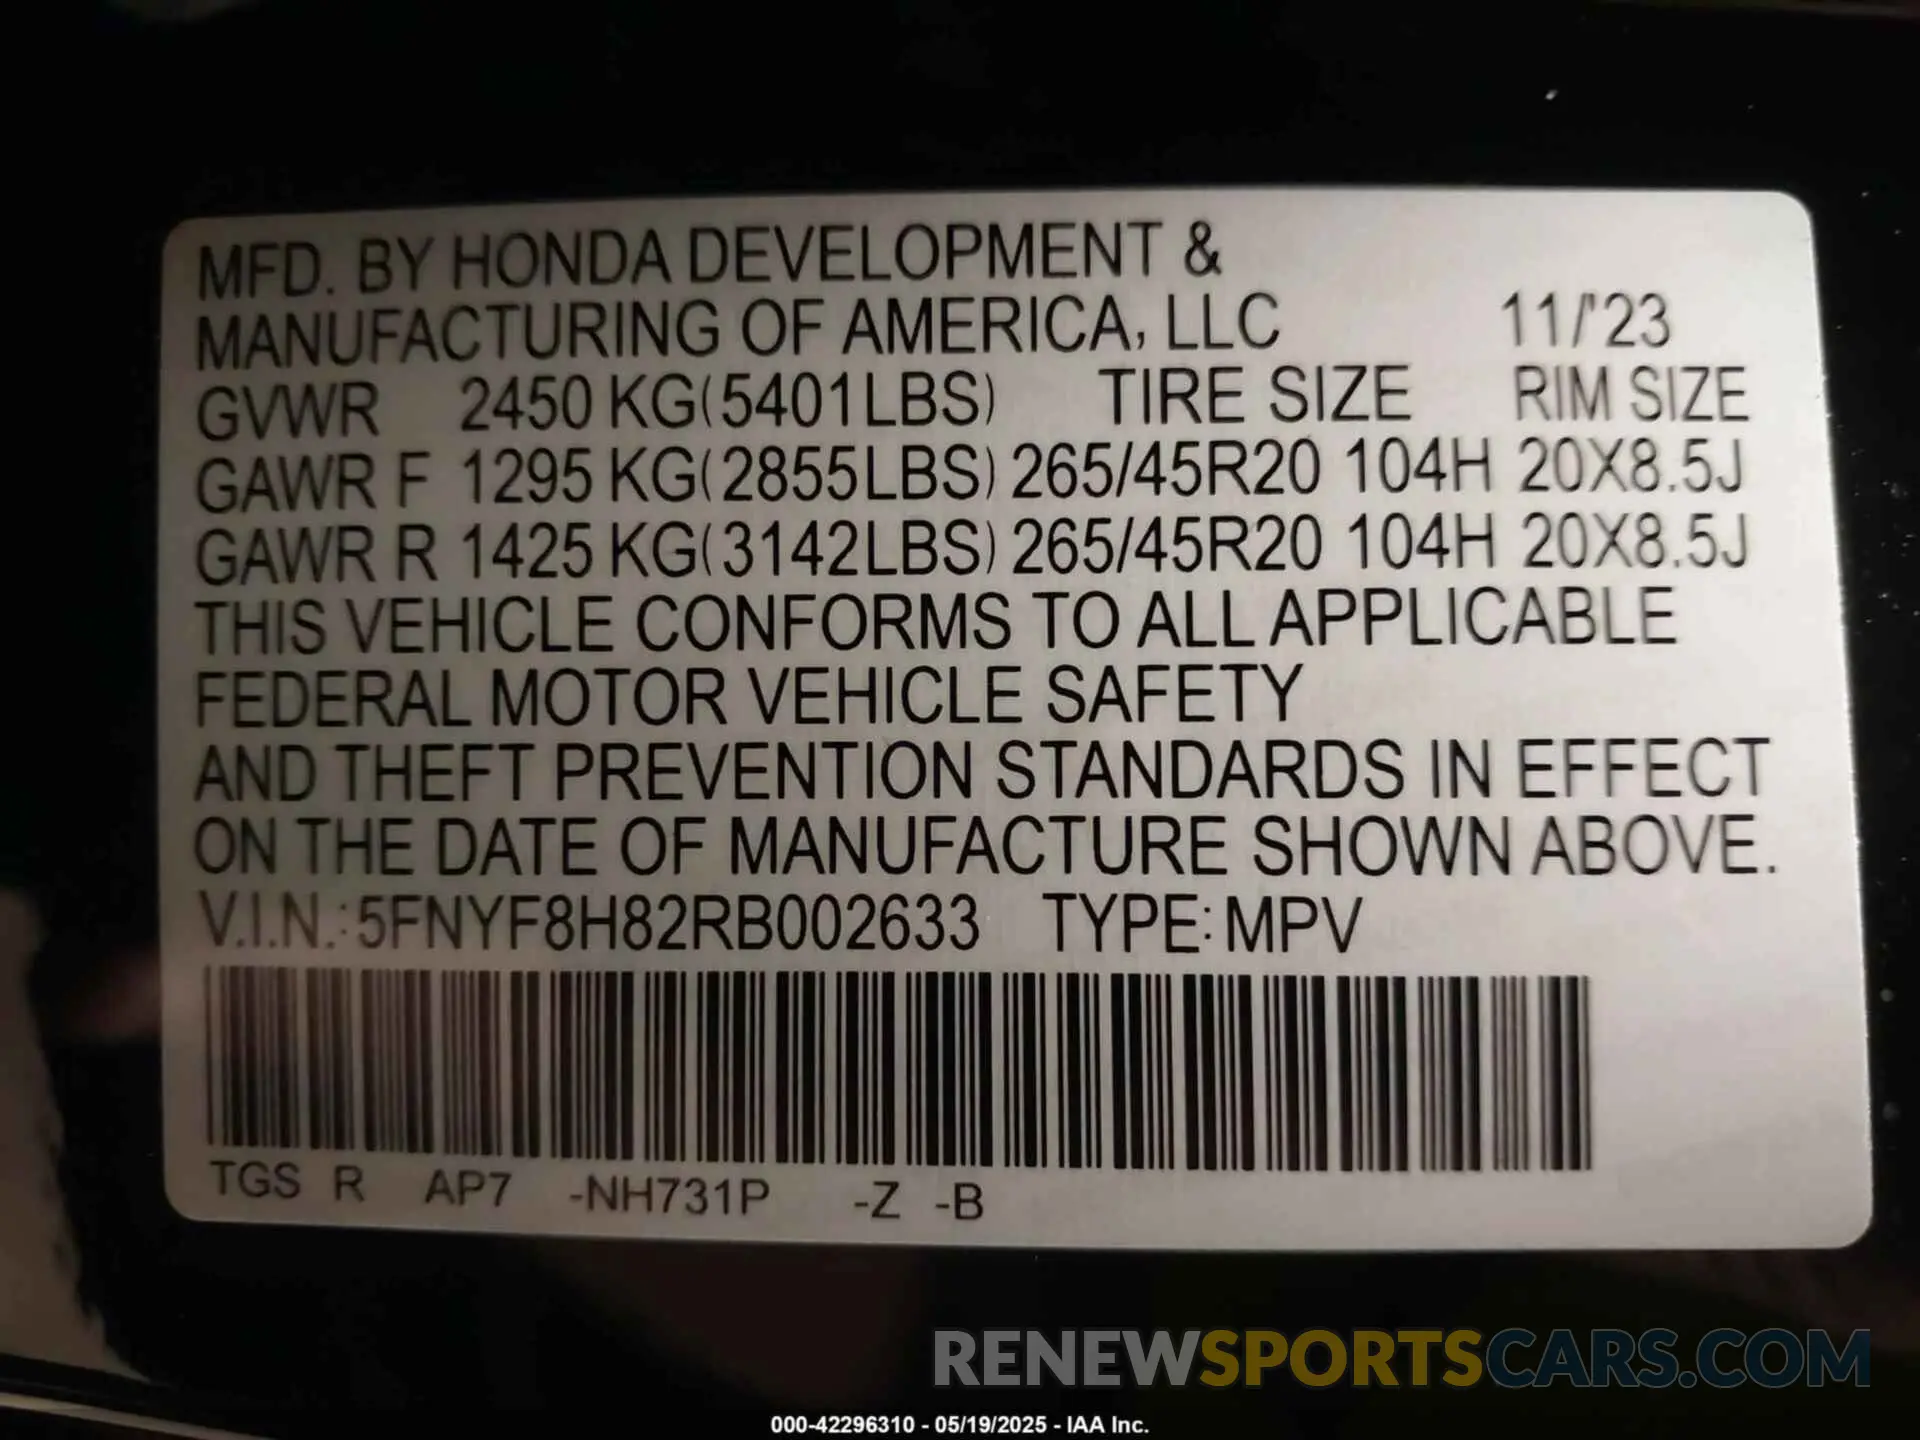 MFD. BY HONDA DEVELOPMENT &
MANUFACTURING OF AMERICA, LLC 11/'23
GVWR 2450 KG(5401LBS) TIRE SIZE RIM SIZE
GAWR F 1295 KG(2855LBS) 265/45R20 104H 20X8.5J
GAWR R 1425 KG(3142LBS) 265/45R20 104H 20X8.5J
THIS VEHICLE CONFORMS TO ALL APPLICABLE
FEDERAL MOTOR VEHICLE SAFETY
AND THEFT PREVENTION STANDARDS IN EFFECT
ON THE DATE OF MANUFACTURE SHOWN ABOVE.
V.I.N.:5FNYF8H82RB002633 TYPE:MPV
TGS R AP7 -NH731P -Z -B
RENEWSPORTSCARS.COM
000-42296310 - 05/19/2025 - IAA Inc.